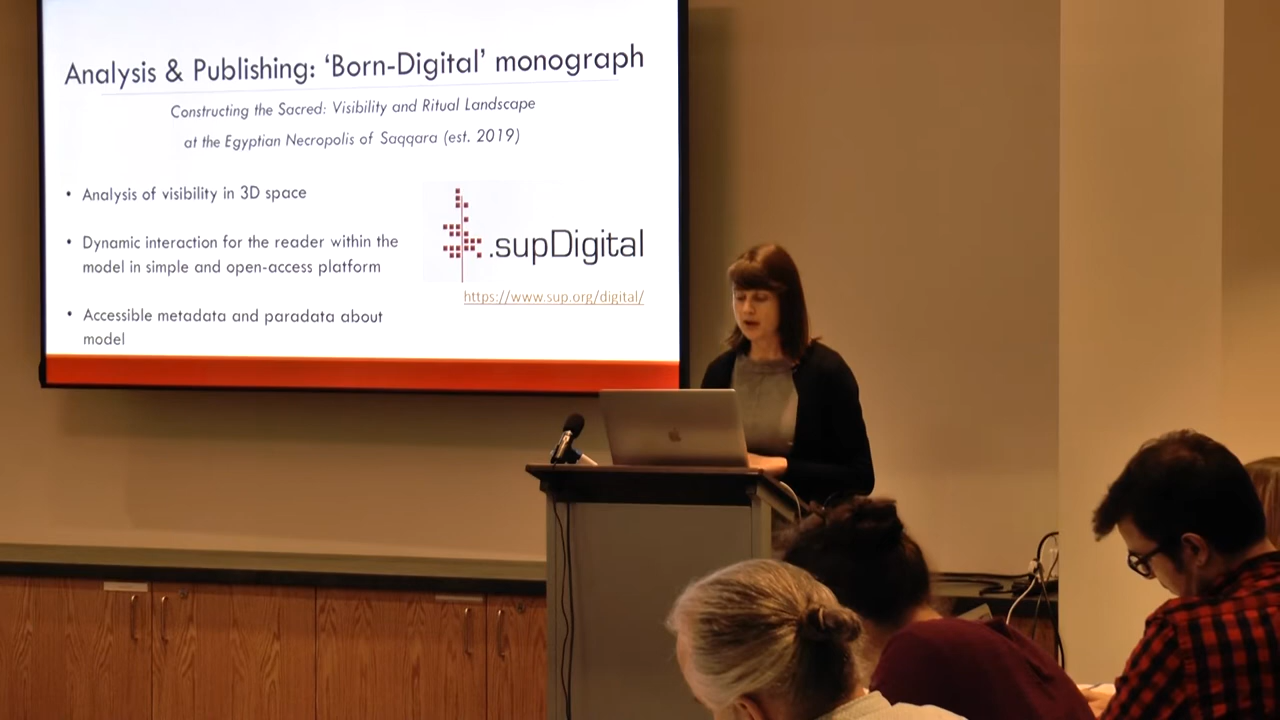 Analysis & Publishing: ‘Born-Digital’ monograph
Constructing the Sacred: Visibility and Ritual Landscape
at the Egyptian Necropolis of Saqqara (est. 2019)
• Analysis of visibility in 3D space
• Dynamic interaction for the reader within the
model in simple and open-access platform
• Accessible metadata and paradata about
model
.supDigital
https://www.sup.org/digital/